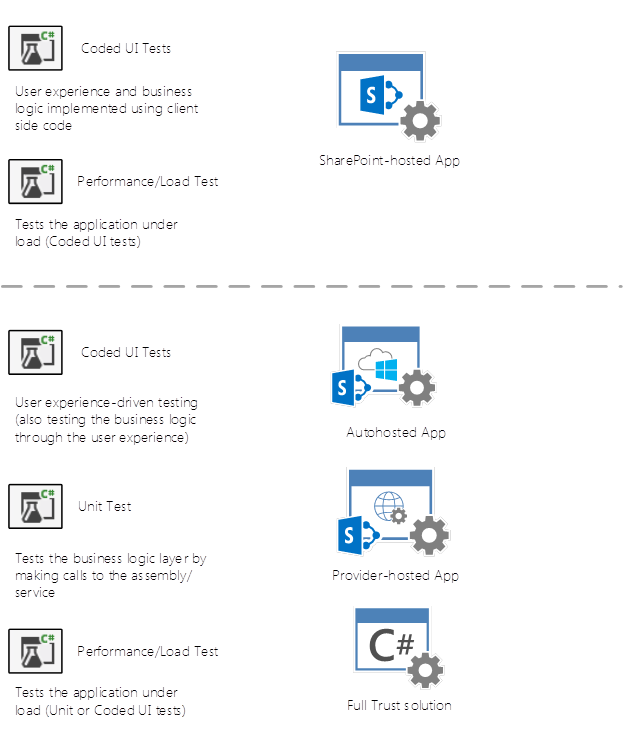 C#
Coded UI Tests
User experience and business
logic implemented using client
side code
C#
Performance/Load Test
Tests the application under
load (Coded UI tests)
S
SharePoint-hosted App
C#
Coded UI Tests
User experience-driven testing
(also testing the business logic
through the user experience)
C#
Unit Test
Tests the business logic layer by
making calls to the assembly/
service
C#
Performance/Load Test
Tests the application under
load (Unit or Coded UI tests)
S
Autohosted App
S
Provider-hosted App
C#
Full Trust solution